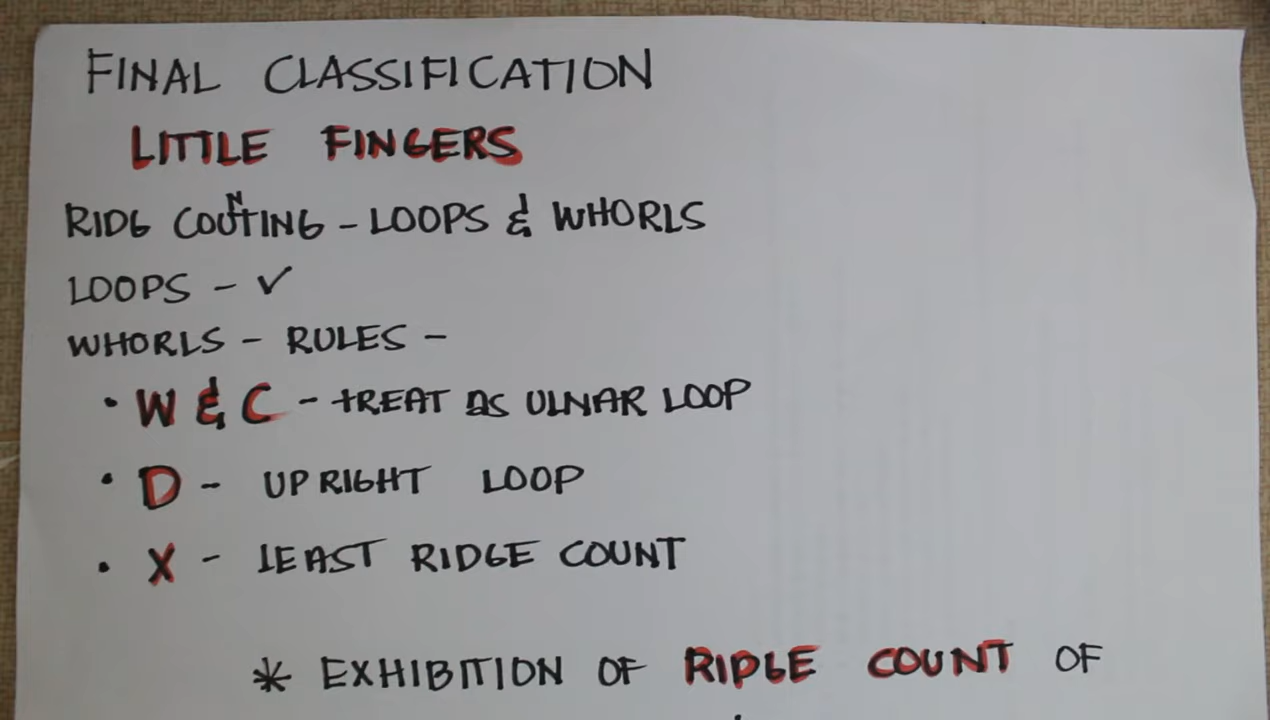 FINAL CLASSIFICATION
LITTLE FINGERS
RIDG COUNTING - LOOPS & WHORLS
LOOPS - ✓
WHORLS - RULES -
• W & C - TREAT AS ULNAR LOOP
• D - UPRIGHT LOOP
• X - LEAST RIDGE COUNT
* EXHIBITION OF RIDGE COUNT OF